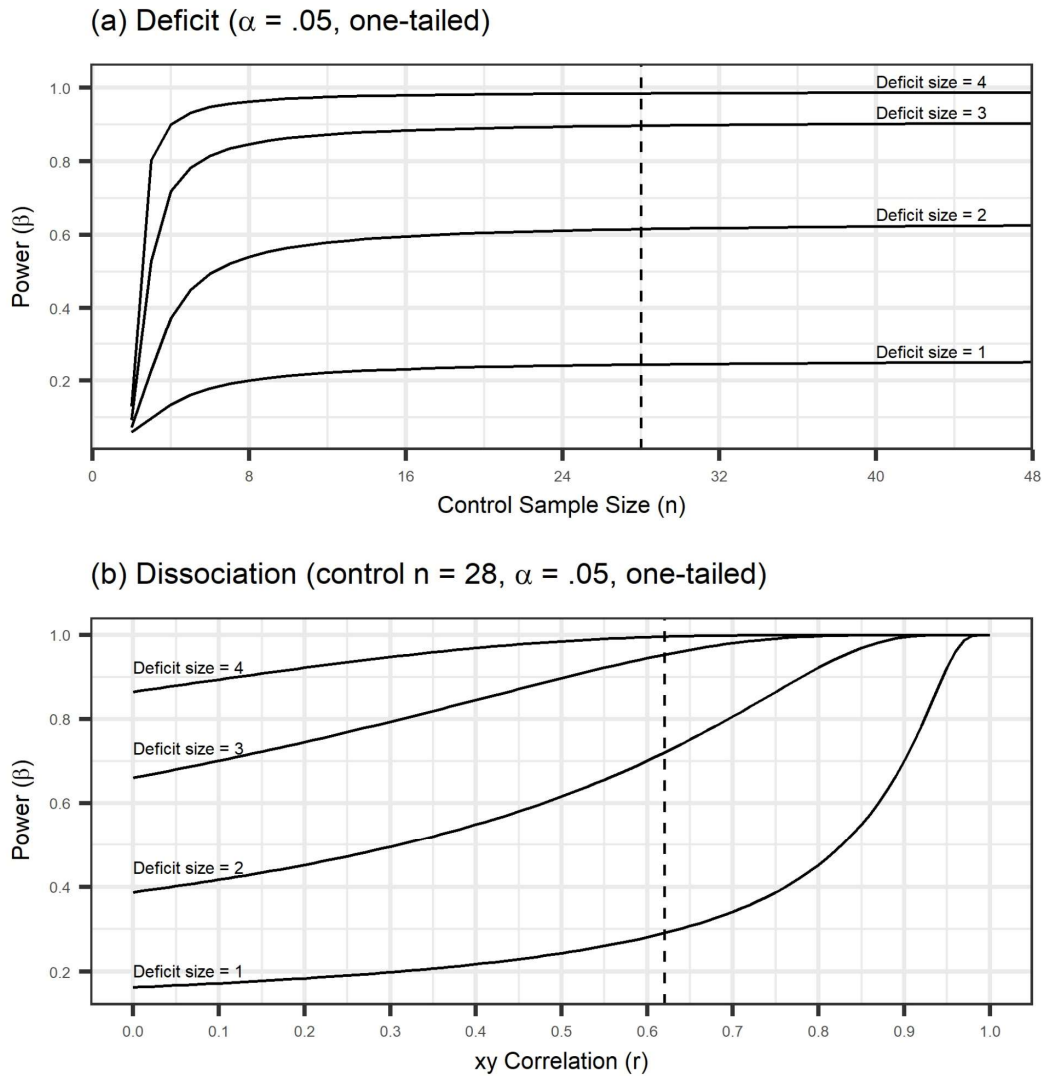 (a) Deficit (α = .05, one-tailed)
1.0
0.8
0.6
0.4
0.2
Power (β)
Deficit size = 4
Deficit size = 3
Deficit size = 2
Deficit size = 1
0 8 16 24 32 40 48
Control Sample Size (n)
(b) Dissociation (control n = 28, α = .05, one-tailed)
1.0
0.8
0.6
0.4
0.2
Power (β)
Deficit size = 4
Deficit size = 3
Deficit size = 2
Deficit size = 1
0.0 0.1 0.2 0.3 0.4 0.5 0.6 0.7 0.8 0.9 1.0
xy Correlation (r)